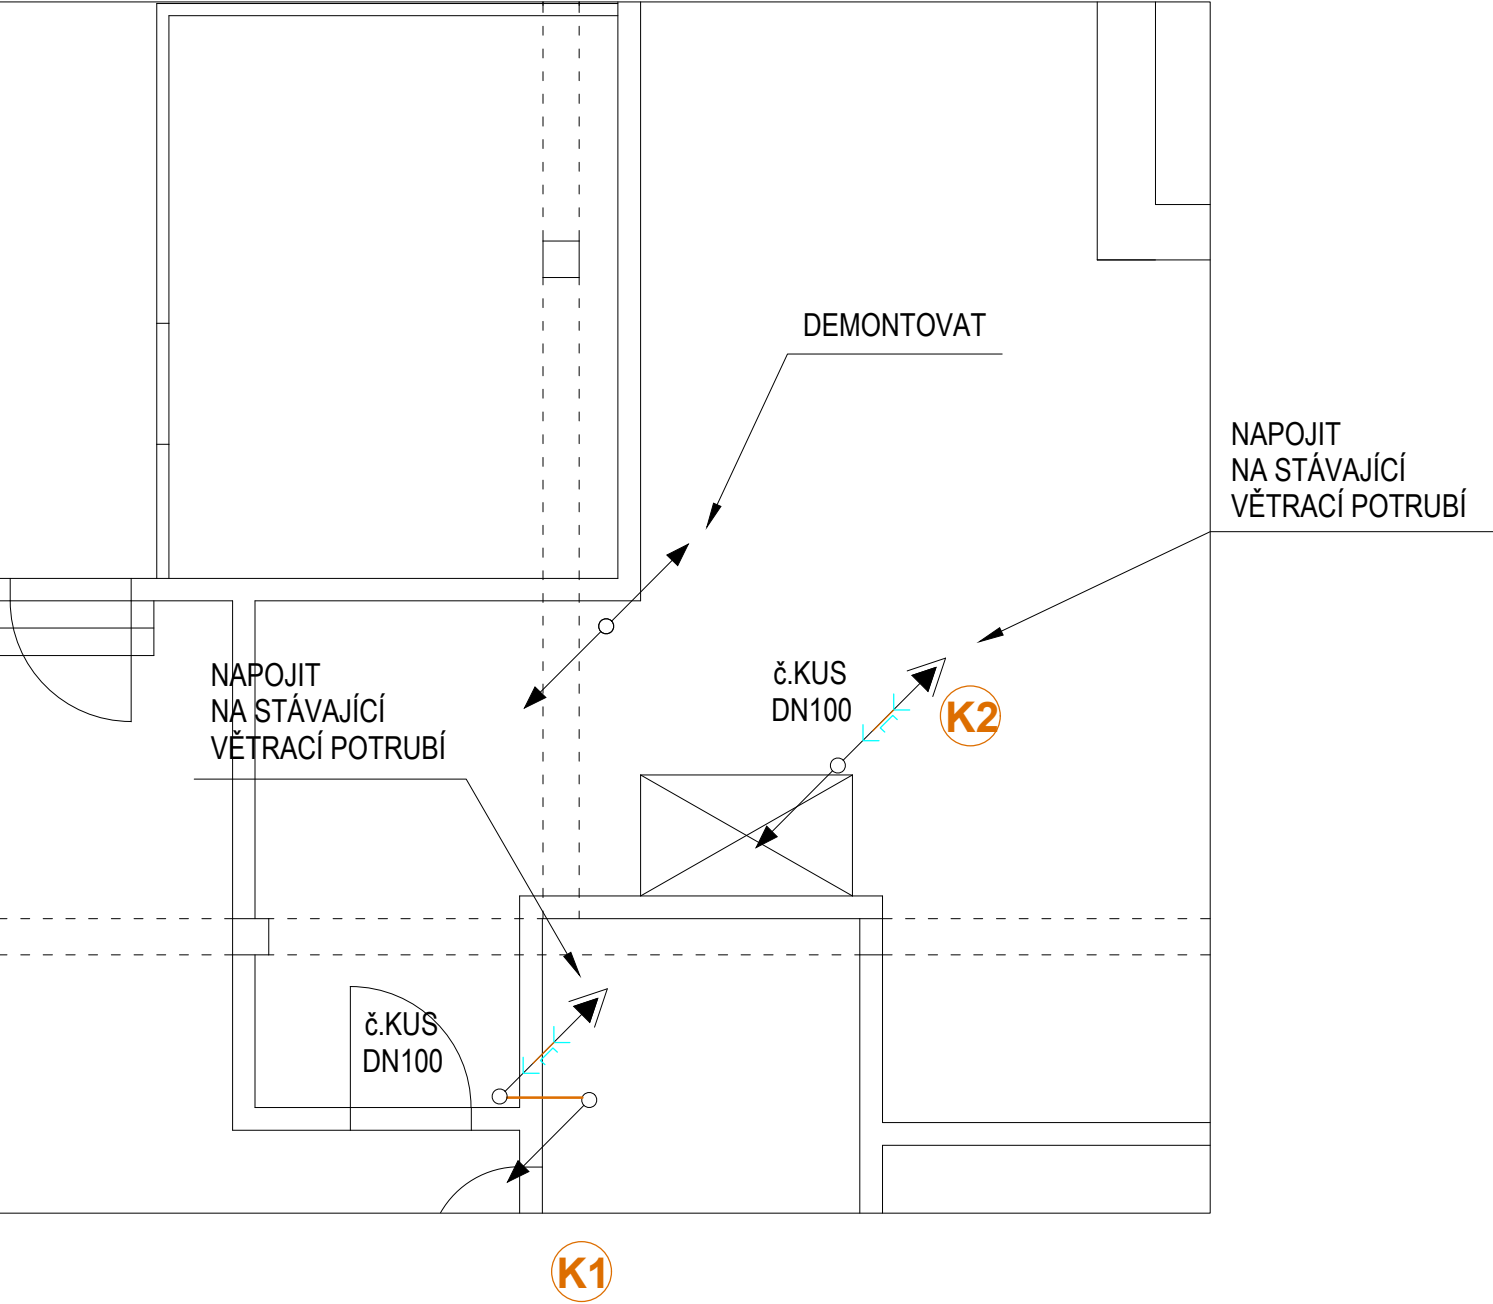 DEMONTOVAT
NAPOJIT
NA STÁVAJÍCÍ
VĚTRACÍ POTRUBÍ
NAPOJIT
NA STÁVAJÍCÍ
VĚTRACÍ POTRUBÍ
č.KUS
DN100
K2
č.KUS
DN100
K1